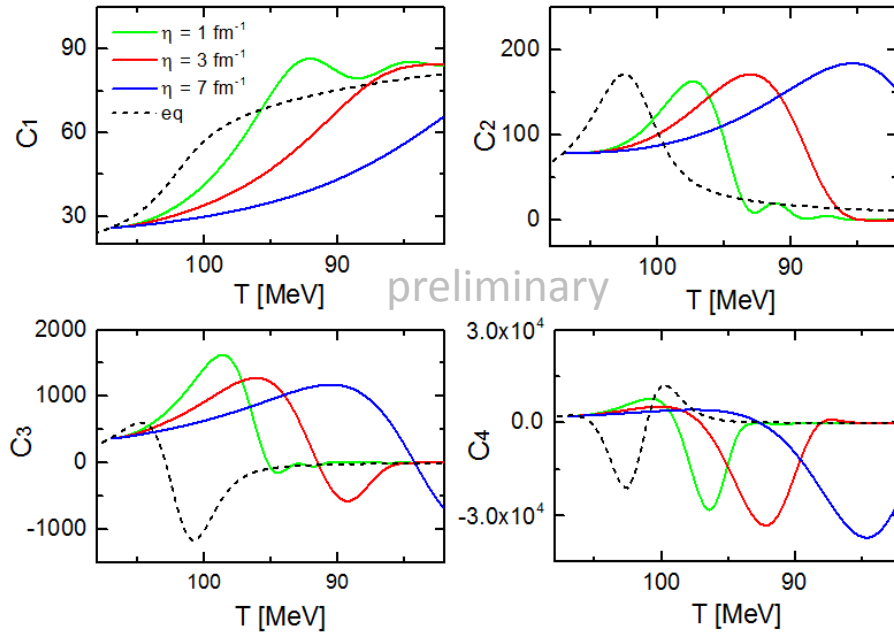 90
60
30
C1
η = 1 fm-1
η = 3 fm-1
η = 7 fm-1
eq
100
90
T [MeV]
200
100
0
C2
100
90
T [MeV]
preliminary
2000
1000
0
-1000
C3
100
90
T [MeV]
3.0x10⁴
0.0
-3.0x10⁴
C4
100
90
T [MeV]